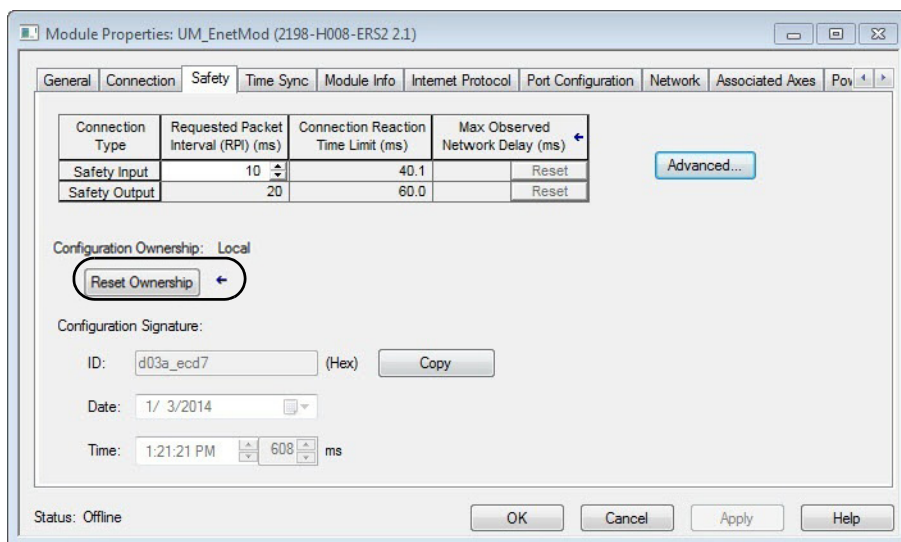 Module Properties: UM_EnetMod (2198-H008-ERS2 2.1)
General Connection Safety Time Sync Module Info Internet Protocol Port Configuration Network Associated Axes Pow
Connection Type Requested Packet Interval (RPI) (ms) Connection Reaction Time Limit (ms) Max Observed Network Delay (ms)
Safety Input 10 40.1 Reset
Safety Output 20 60.0 Reset
Advanced...
Configuration Ownership: Local
Reset Ownership
Configuration Signature:
ID: d03a_ecd7 (Hex) Copy
Date: 1/ 3/2014
Time: 1:21:21 PM 608 ms
Status: Offline OK Cancel Apply Help